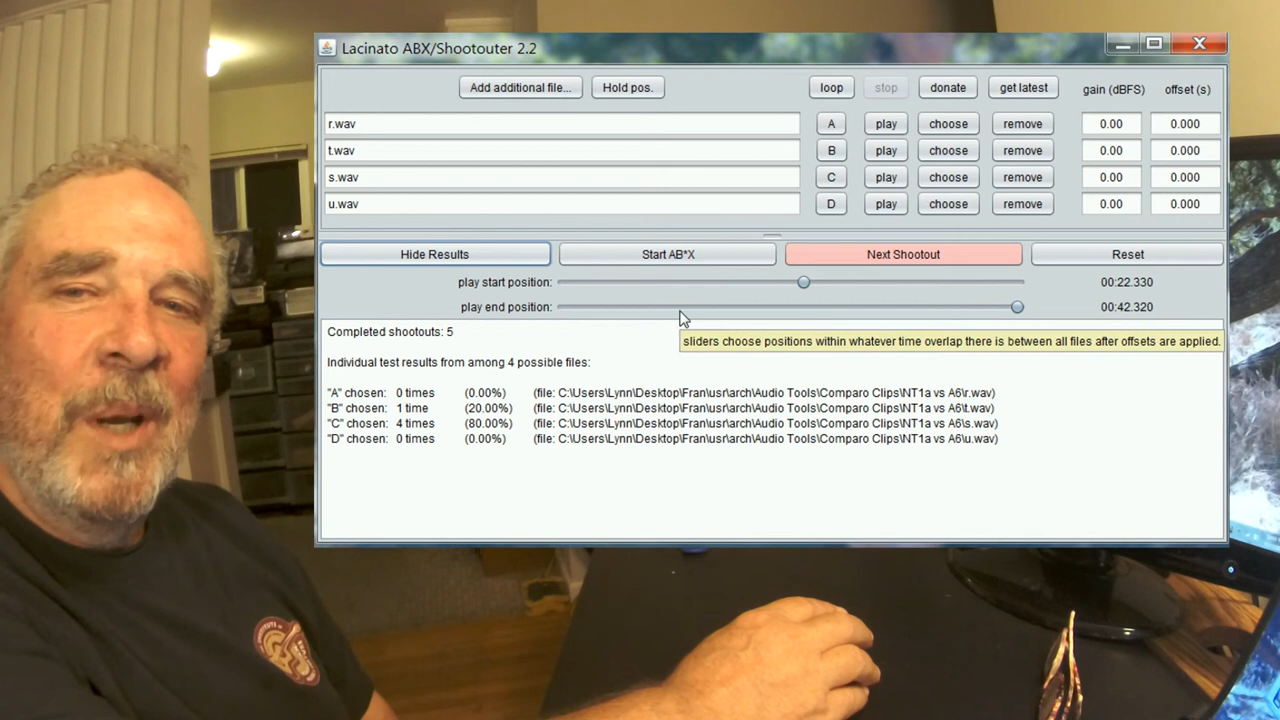 Lacinato ABX/Shootouter 2.2
Add additional file... Hold pos. loop stop donate get latest gain (dBFS) offset (s)
r.wav A play choose remove 0.00 0.000
t.wav B play choose remove 0.00 0.000
s.wav C play choose remove 0.00 0.000
u.wav D play choose remove 0.00 0.000
Hide Results Start AB*X Next Shootout Reset
play start position: 00:22.330
play end position: 00:42.320
Completed shootouts: 5
sliders choose positions within whatever time overlap there is between all files after offsets are applied.
Individual test results from among 4 possible files:
"A" chosen: 0 times (0.00%) (file: C:\Users\Lynn\Desktop\Fran\usr\arch\Audio Tools\Comparo Clips\NT1a vs A6\r.wav)
"B" chosen: 1 time (20.00%) (file: C:\Users\Lynn\Desktop\Fran\usr\arch\Audio Tools\Comparo Clips\NT1a vs A6\t.wav)
"C" chosen: 4 times (80.00%) (file: C:\Users\Lynn\Desktop\Fran\usr\arch\Audio Tools\Comparo Clips\NT1a vs A6\s.wav)
"D" chosen: 0 times (0.00%) (file: C:\Users\Lynn\Desktop\Fran\usr\arch\Audio Tools\Comparo Clips\NT1a vs A6\u.wav)